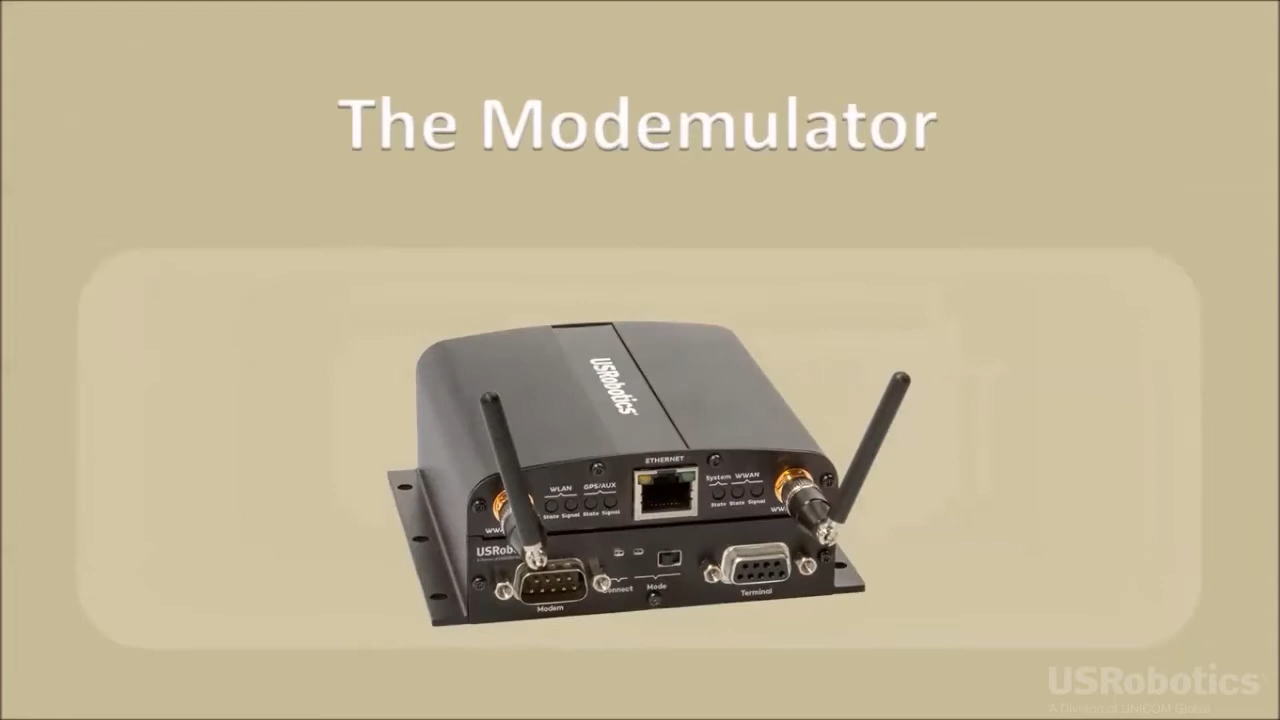 The Modemulator
USRobotics
ETHERNET
WLAN GPS/AUX
System WWAN
State Signal State Signal
State State Signal
USRobo
Connect Mode
Modem
Terminal
USRobotics
A Division of UNICOM Global